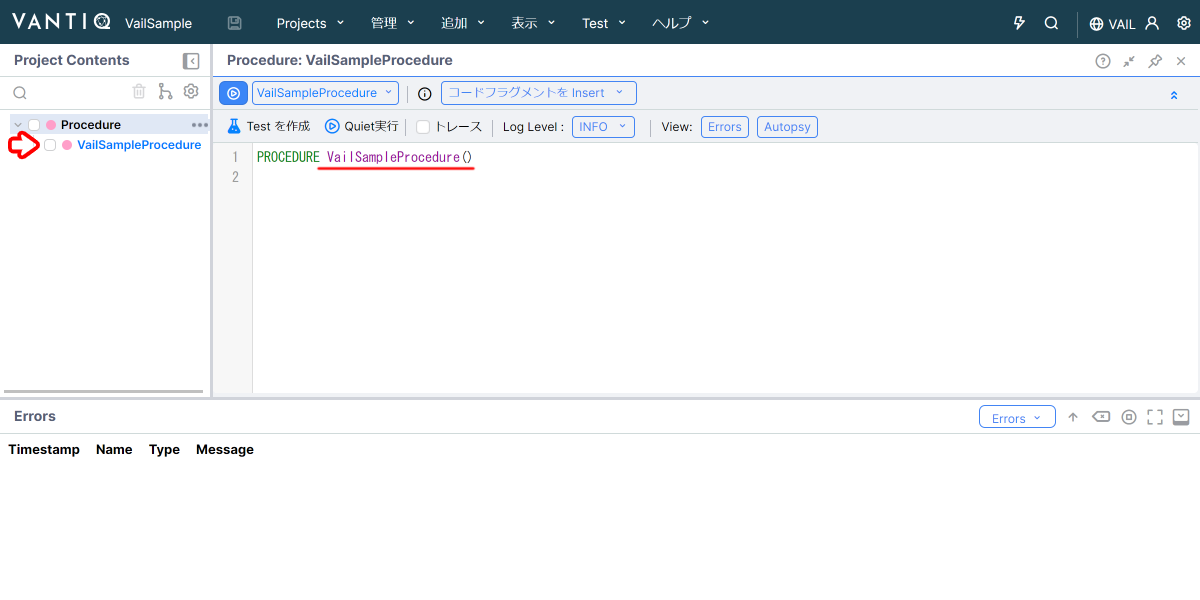 VANTIQ VailSample Projects 管理 追加 表示 Test ヘルプ VAIL
Project Contents
Procedure: VailSampleProcedure
VailSampleProcedure コードフラグメントを Insert
Procedure
Test を作成 Quiet実行 トレース Log Level : INFO View: Errors Autopsy
VailSampleProcedure
1 PROCEDURE VailSampleProcedure()
2
Errors Errors
Timestamp Name Type Message